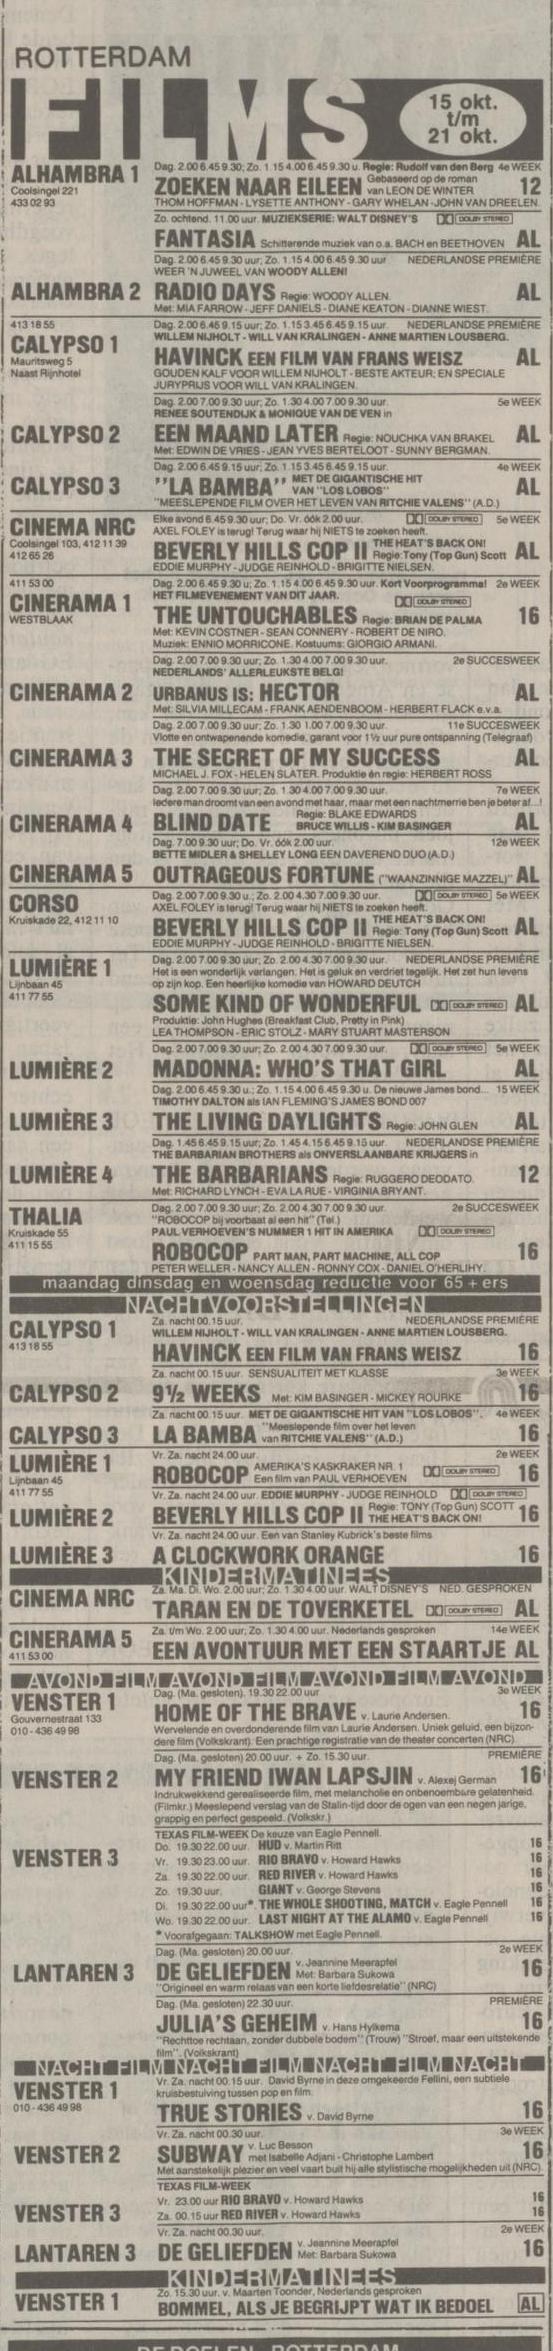 ROTTERDAM
FILMS
15 okt.
t/m
21 okt.
ALHAMBRA 1
Coolsingel 221
433 02 93
Dag. 2.00 6.45 9.30; Zo. 1.15 4.00 6.45 9.30 u. Regie: Rudolf van den Berg 4e WEEK
Gebaseerd op de roman
ZOEKEN NAAR EILEEN van LEON DE WINTER 12
THOM HOFFMAN - LYSETTE ANTHONY - GARY WHELAN - JOHN VAN DREELEN.
Zo. ochtend. 11.00 uur. MUZIEKSERIE: WALT DISNEY'S DOLBY STEREO
FANTASIA Schitterende muziek van o.a. BACH en BEETHOVEN AL
Dag. 2.00 6.45 9.30 uur; Zo. 1.15 4.00 6.45 9.30 uur NEDERLANDSE PREMIÈRE
WEER 'N JUWEEL VAN WOODY ALLEN!
ALHAMBRA 2 RADIO DAYS Regie: WOODY ALLEN. AL
Met: MIA FARROW - JEFF DANIELS - DIANE KEATON - DIANNE WIEST.
413 18 55
CALYPSO 1
Mauritsweg 5
Naast Rijnhotel
Dag. 2.00 6.45 9.15 uur; Zo. 1.15 3.45 6.45 9.15 uur. NEDERLANDSE PREMIÈRE
WILLEM NIJHOLT - WILL VAN KRALINGEN - ANNE MARTIEN LOUSBERG.
HAVINCK EEN FILM VAN FRANS WEISZ AL
GOUDEN KALF VOOR WILLEM NIJHOLT - BESTE AKTEUR; EN SPECIALE
JURYPRIJS VOOR WILL VAN KRALINGEN.
Dag. 2.00 7.00 9.30 uur; Zo. 1.30 4.00 7.00 9.30 uur. 5e WEEK
RENEE SOUTENDIJK & MONIQUE VAN DE VEN in
CALYPSO 2 EEN MAAND LATER Regie: NOUCHKA VAN BRAKEL AL
Met: EDWIN DE VRIES - JEAN YVES BERTELOOT - SUNNY BERGMAN.
Dag. 2.00 6.45 9.15 uur; Zo. 1.15 3.45 6.45 9.15 uur. 4e WEEK
CALYPSO 3 "LA BAMBA" MET DE GIGANTISCHE HIT VAN "LOS LOBOS" AL
"MEESLEPENDE FILM OVER HET LEVEN VAN RITCHIE VALENS" (A.D.)
CINEMA NRC
Coolsingel 103, 412 11 39
412 65 26
Elke avond 6.45 9.30 uur; Do. Vr. óók 2.00 uur. DOLBY STEREO 5e WEEK
AXEL FOLEY is terug! Terug waar hij NIETS te zoeken heeft.
BEVERLY HILLS COP II THE HEAT'S BACK ON! Regie: Tony (Top Gun) Scott AL
EDDIE MURPHY - JUDGE REINHOLD - BRIGITTE NIELSEN.
411 53 00
CINERAMA 1
WESTBLAAK
Dag. 2.00 6.45 9.30 u; Zo. 1.15 4.00 6.45 9.30 uur. Kort Voorprogramma! 2e WEEK
HET FILMEVENEMENT VAN DIT JAAR. DOLBY STEREO
THE UNTOUCHABLES Regie: BRIAN DE PALMA 16
Met: KEVIN COSTNER - SEAN CONNERY - ROBERT DE NIRO.
Muziek: ENNIO MORRICONE. Kostuums: GIORGIO ARMANI.
Dag. 2.00 7.00 9.30 uur; Zo. 1.30 4.00 7.00 9.30 uur. 2e SUCCESWEEK
NEDERLANDS' ALLERLEUKSTE BELG!
CINERAMA 2 URBANUS IS: HECTOR AL
Met: SILVIA MILLECAM - FRANK AENDENBOOM - HERBERT FLACK e.v.a.
Dag. 2.00 7.00 9.30 uur; Zo. 1.30 1.00 7.00 9.30 uur 11e SUCCESWEEK
Vlotte en ontwapenende komedie, garant voor 1½ uur pure ontspanning (Telegraaf)
CINERAMA 3 THE SECRET OF MY SUCCESS AL
MICHAEL J. FOX - HELEN SLATER. Produktie én regie: HERBERT ROSS
Dag. 2.00 7.00 9.30 uur; Zo. 1.30 4.00 7.00 9.30 uur. 7e WEEK
Iedere man droomt van een avond met haar, maar met een nachtmerrie ben je beter af...!
CINERAMA 4 BLIND DATE Regie: BLAKE EDWARDS BRUCE WILLIS - KIM BASINGER AL
Dag. 7.00 9.30 uur; Do. Vr. óók 2.00 uur. 12e WEEK
BETTE MIDLER & SHELLEY LONG EEN DAVEREND DUO (A.D.)
CINERAMA 5 OUTRAGEOUS FORTUNE ("WAANZINNIGE MAZZEL)" AL
CORSO
Kruiskade 22, 412 11 10
Dag. 2.00 7.00 9.30 u.; Zo. 2.00 4.30 7.00 9.30 uur. DOLBY STEREO 5e WEEK
AXEL FOLEY is terug! Terug waar hij NIETS te zoeken heeft.
BEVERLY HILLS COP II THE HEAT'S BACK ON! Regie: Tony (Top Gun) Scott AL
EDDIE MURPHY - JUDGE REINHOLD - BRIGITTE NIELSEN.
LUMIÈRE 1
Lijnbaan 45
411 77 55
Dag. 2.00 7.00 9.30 uur; Zo. 2.00 4.30 7.00 9.30 uur. NEDERLANDSE PREMIÈRE
Het is een wonderlijk verlangen. Het is geluk en verdriet tegelijk. Het zet hun levens
op zijn kop. Een heerlijke komedie van HOWARD DEUTCH
SOME KIND OF WONDERFUL DOLBY STEREO AL
Produktie: John Hughes (Breakfast Club, Pretty in Pink)
LEA THOMPSON - ERIC STOLZ - MARY STUART MASTERSON
Dag. 2.00 7.00 9.30 uur; Zo. 2.00 4.30 7.00 9.30 uur. DOLBY STEREO 5e WEEK
LUMIÈRE 2 MADONNA: WHO'S THAT GIRL AL
Dag. 2.00 6.45 9.30 u.; Zo. 1.15 4.00 6.45 9.30 u. De nieuwe James bond... 15 WEEK
TIMOTHY DALTON als IAN FLEMING'S JAMES BOND 007
LUMIÈRE 3 THE LIVING DAYLIGHTS Regie: JOHN GLEN AL
Dag. 1.45 6.45 9.15 uur; Zo. 1.45 4.15 6.45 9.15 uur. NEDERLANDSE PREMIÈRE
THE BARBARIAN BROTHERS als ONVERSLAANBARE KRIJGERS in
LUMIÈRE 4 THE BARBARIANS Regie: RUGGERO DEODATO. 12
Met: RICHARD LYNCH - EVA LA RUE - VIRGINIA BRYANT.
THALIA
Kruiskade 55
411 15 55
Dag. 2.00 7.00 9.30 uur; Zo. 2.00 4.30 7.00 9.30 uur. 2e SUCCESWEEK
"ROBOCOP bij voorbaat al een hit" (Tel.)
PAUL VERHOEVEN'S NUMMER 1 HIT IN AMERIKA DOLBY STEREO
ROBOCOP PART MAN, PART MACHINE, ALL COP 16
PETER WELLER - NANCY ALLEN - RONNY COX - DANIEL O'HERLIHY.
maandag dinsdag en woensdag reductie voor 65 + ers
NACHTVOORSTELLINGEN
CALYPSO 1
413 18 55
Za. nacht 00.15 uur. NEDERLANDSE PREMIÈRE
WILLEM NIJHOLT - WILL VAN KRALINGEN - ANNE MARTIEN LOUSBERG.
HAVINCK EEN FILM VAN FRANS WEISZ 16
Za. nacht 00.15 uur. SENSUALITEIT MET KLASSE 3e WEEK
CALYPSO 2 9½ WEEKS Met: KIM BASINGER - MICKEY ROURKE 16
Za. nacht 00.15 uur. MET DE GIGANTISCHE HIT VAN "LOS LOBOS". 4e WEEK
CALYPSO 3 LA BAMBA "Meeslepende film over het leven van RITCHIE VALENS" (A.D.) 16
LUMIÈRE 1
Lijnbaan 45
411 77 55
Vr. Za. nacht 24.00 uur. 2e WEEK
ROBOCOP AMERIKA'S KASKRAKER NR. 1 Een film van PAUL VERHOEVEN DOLBY STEREO 16
Vr. Za. nacht 24.00 uur. EDDIE MURPHY - JUDGE REINHOLD DOLBY STEREO
LUMIÈRE 2 BEVERLY HILLS COP II Regie: TONY (Top Gun) SCOTT THE HEAT'S BACK ON! 16
Vr. Za. nacht 24.00 uur. Een van Stanley Kubrick's beste films
LUMIÈRE 3 A CLOCKWORK ORANGE 16
KINDERMATINEES
Za. Ma. Di. Wo. 2.00 uur; Zo. 1.30 4.00 uur. WALT DISNEY'S NED. GESPROKEN
CINEMA NRC TARAN EN DE TOVERKETEL DOLBY STEREO AL
Za. t/m Wo. 2.00 uur; Zo. 1.30 4.00 uur. Nederlands gesproken 14e WEEK
CINERAMA 5 EEN AVONTUUR MET EEN STAARTJE AL
411 53 00
AVOND FILM AVOND FILM AVOND FILM AVOND
VENSTER 1
Gouvernestraat 133
010 - 436 49 98
Dag. (Ma. gesloten). 19.30 22.00 uur 3e WEEK
HOME OF THE BRAVE v. Laurie Andersen. 16
Wervelende en overdonderende film van Laurie Andersen. Uniek geluid, een bijzon-
dere film (Volkskrant). Een prachtige registratie van de theater concerten (NRC).
Dag. (Ma. gesloten) 20.00 uur. + Zo. 15.30 uur. PREMIÈRE
VENSTER 2 MY FRIEND IWAN LAPSJIN v. Alexej German 16
Indrukwekkend gerealiseerde film, met melancholie en onbenoembare gelatenheid.
(Filmkr.) Meeslepend verslag van de Stalin-tijd door de ogen van een negen jarige,
grappig en perfect gespeeld. (Volkskr.)
TEXAS FILM-WEEK De keuze van Eagle Pennell.
VENSTER 3
Do. 19.30 22.00 uur. HUD v. Martin Ritt 16
Vr. 19.30 23.00 uur. RIO BRAVO v. Howard Hawks 16
Za. 19.30 22.00 uur. RED RIVER v. Howard Hawks 16
Zo. 19.30 uur. GIANT v. George Stevens 16
Di. 19.30 22.00 uur*. THE WHOLE SHOOTING, MATCH v. Eagle Pennell 16
Wo. 19.30 22.00 uur. LAST NIGHT AT THE ALAMO v. Eagle Pennell 16
* Voorafgegaan: TALKSHOW met Eagle Pennell.
Dag. (Ma. gesloten) 20.00 uur. 2e WEEK
LANTAREN 3 DE GELIEFDEN v. Jeannine Meerapfel Met: Barbara Sukowa 16
"Origineel en warm relaas van een korte liefdesrelatie" (NRC)
Dag. (Ma. gesloten) 22.30 uur. PREMIÈRE
JULIA'S GEHEIM v. Hans Hylkema 16
"Rechttoe rechtaan, zonder dubbele bodem" (Trouw) "Stroef, maar een uitstekende
film". (Volkskrant)
NACHT FILM NACHT FILM NACHT FILM NACHT
VENSTER 1
010 - 436 49 98
Vr. Za. nacht 00.15 uur. David Byrne in deze omgekeerde Fellini, een subtiele
kruisbestuiving tussen pop en film.
TRUE STORIES v. David Byrne 16
Vr. Za. nacht 00.30 uur. 3e WEEK
VENSTER 2 SUBWAY v. Luc Besson met Isabelle Adjani - Christophe Lambert 16
Met aanstekelijk plezier en veel vaart buit hij alle stylistische mogelijkheden uit (NRC).
TEXAS FILM-WEEK
VENSTER 3
Vr. 23.00 uur RIO BRAVO v. Howard Hawks 16
Za. 00.15 uur RED RIVER v. Howard Hawks 16
Vr. Za. nacht 00.30 uur. 2e WEEK
LANTAREN 3 DE GELIEFDEN v. Jeannine Meerapfel Met: Barbara Sukowa 16
KINDERMATINEES
Zo. 15.30 uur. v. Maarten Toonder, Nederlands gesproken
VENSTER 1 BOMMEL, ALS JE BEGRIJPT WAT IK BEDOEL AL
DE DOELEN - ROTTERDAM